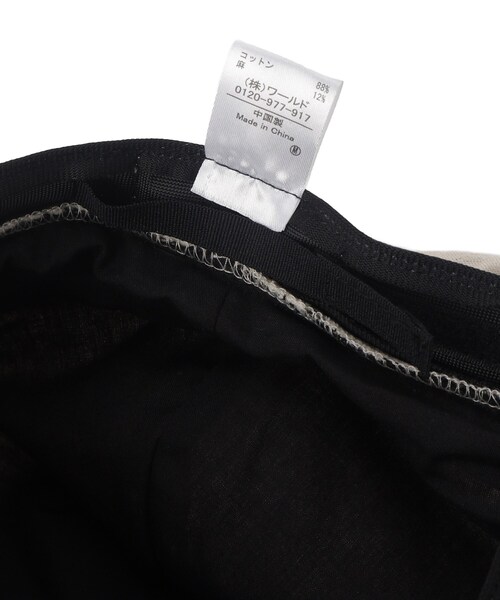 コットン 88%
麻 12%
(株)ワールド
0120-977-917
中国製
Made in China
M